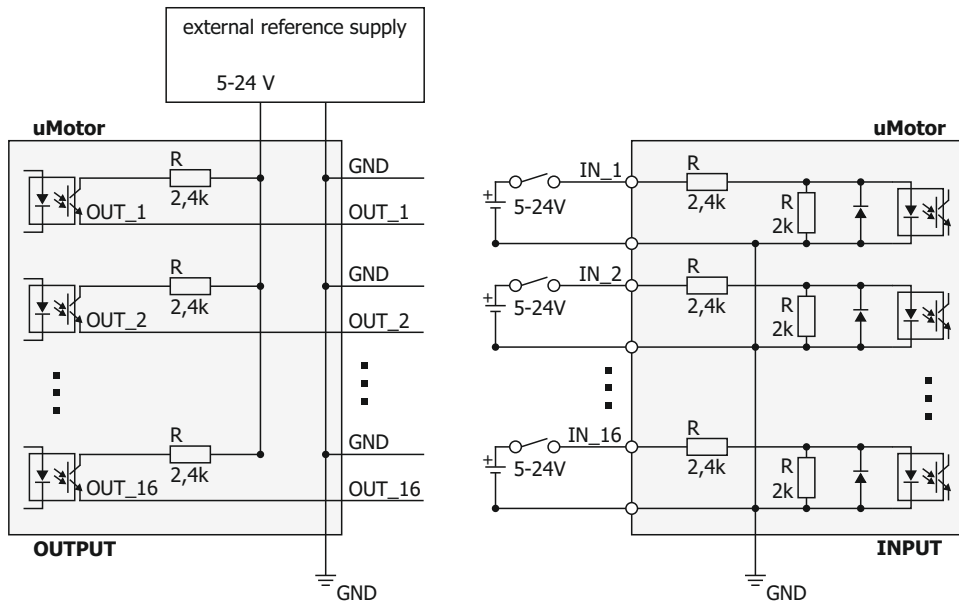 external reference supply
5-24 V
uMotor
R
2,4k
OUT_1
GND
OUT_1
R
2,4k
OUT_2
GND
OUT_2
R
2,4k
OUT_16
GND
OUT_16
OUTPUT
GND
uMotor
IN_1
5-24V
R
2,4k
R
2k
IN_2
5-24V
R
2,4k
R
2k
IN_16
5-24V
R
2,4k
R
2k
INPUT
GND